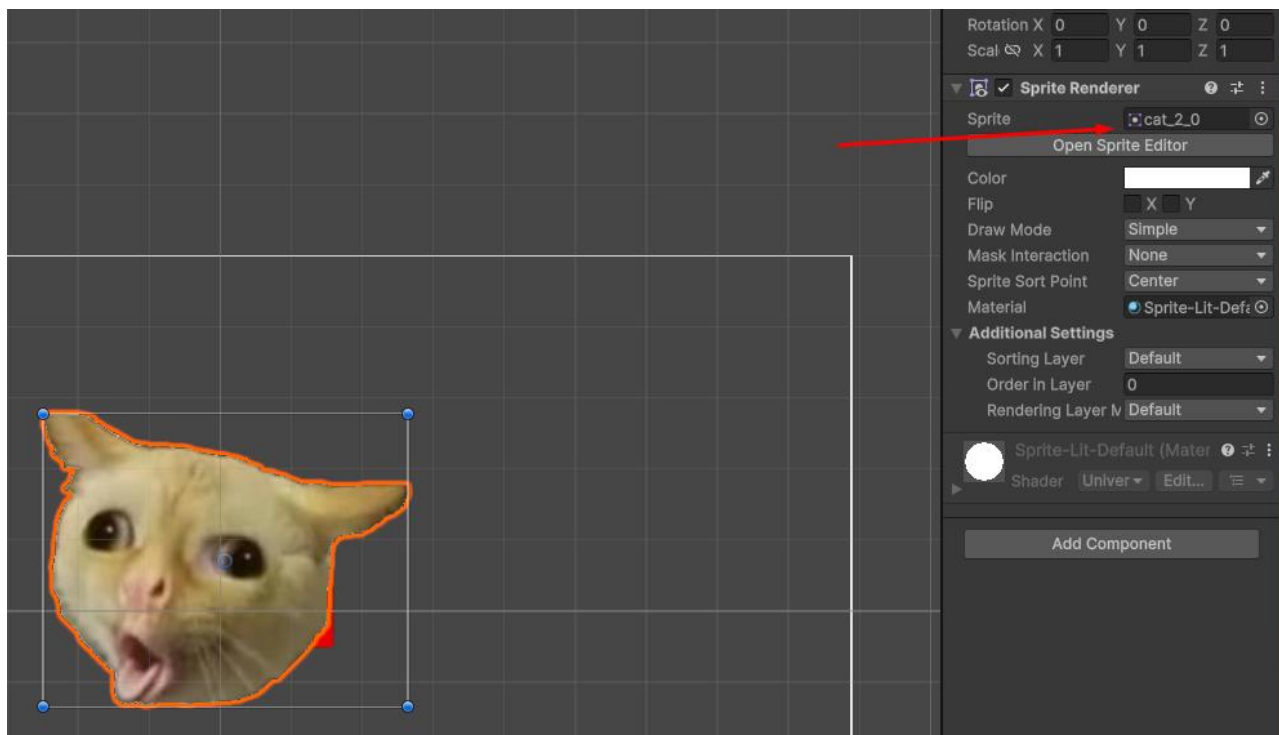 Rotation X 0 Y 0 Z 0
Scal X 1 Y 1 Z 1
Sprite Renderer
Sprite cat_2_0
Open Sprite Editor
Color
Flip X Y
Draw Mode Simple
Mask Interaction None
Sprite Sort Point Center
Material Sprite-Lit-Defa
Additional Settings
Sorting Layer Default
Order in Layer 0
Rendering Layer M Default
Sprite-Lit-Default (Mater
Shader Univer Edit...
Add Component